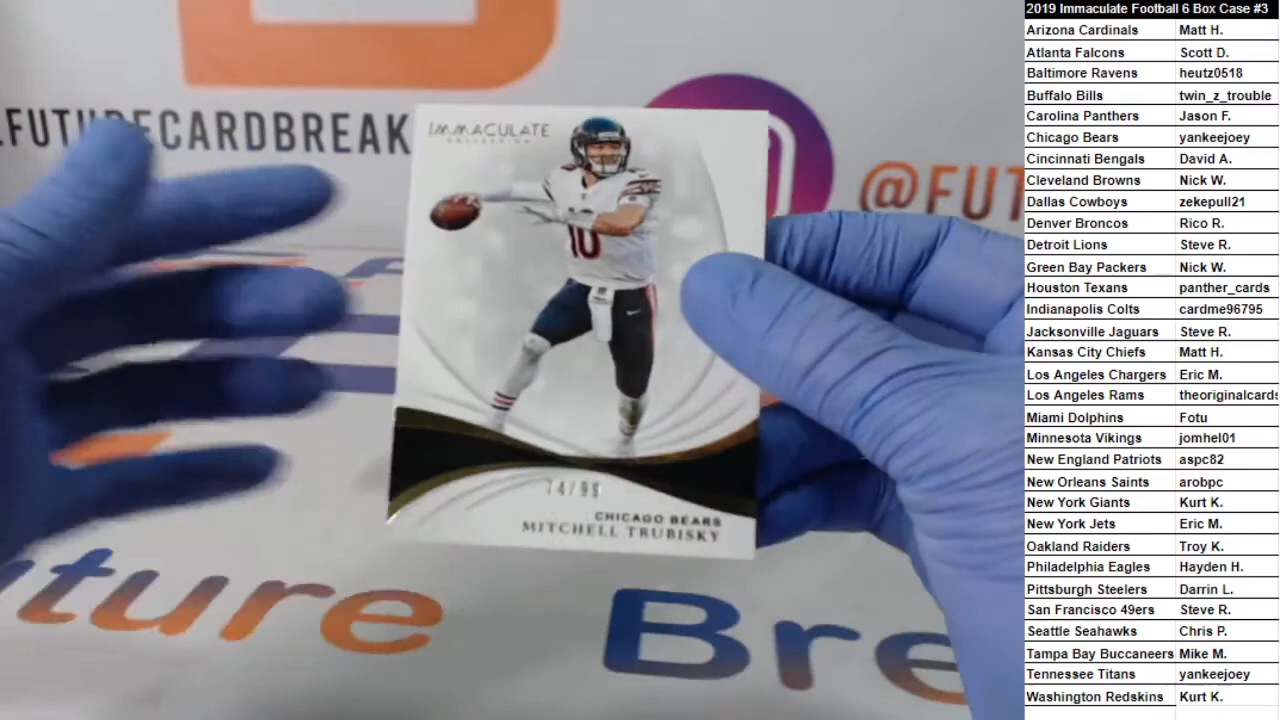 .FUTURECARDBREAK
@FUT
IMMACULATE
COLLECTION
10
74/99
CHICAGO BEARS
MITCHELL TRUBISKY
uture
Bre
2019 Immaculate Football 6 Box Case #3
Arizona Cardinals Matt H.
Atlanta Falcons Scott D.
Baltimore Ravens heutz0518
Buffalo Bills twin_z_trouble
Carolina Panthers Jason F.
Chicago Bears yankeejoey
Cincinnati Bengals David A.
Cleveland Browns Nick W.
Dallas Cowboys zekepull21
Denver Broncos Rico R.
Detroit Lions Steve R.
Green Bay Packers Nick W.
Houston Texans panther_cards
Indianapolis Colts cardme96795
Jacksonville Jaguars Steve R.
Kansas City Chiefs Matt H.
Los Angeles Chargers Eric M.
Los Angeles Rams theoriginalcards
Miami Dolphins Fotu
Minnesota Vikings jomhel01
New England Patriots aspc82
New Orleans Saints arobpc
New York Giants Kurt K.
New York Jets Eric M.
Oakland Raiders Troy K.
Philadelphia Eagles Hayden H.
Pittsburgh Steelers Darrin L.
San Francisco 49ers Steve R.
Seattle Seahawks Chris P.
Tampa Bay Buccaneers Mike M.
Tennessee Titans yankeejoey
Washington Redskins Kurt K.